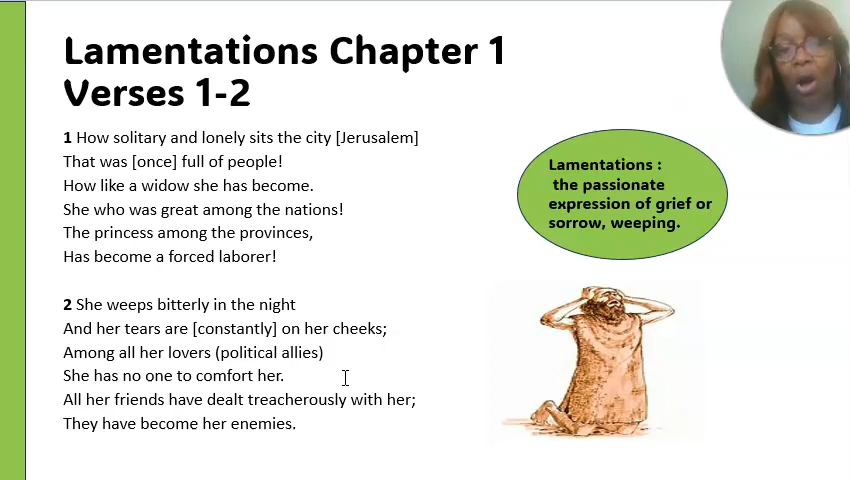 Lamentations Chapter 1
Verses 1-2
1 How solitary and lonely sits the city [Jerusalem]
That was [once] full of people!
How like a widow she has become.
She who was great among the nations!
The princess among the provinces,
Has become a forced laborer!
2 She weeps bitterly in the night
And her tears are [constantly] on her cheeks;
Among all her lovers (political allies)
She has no one to comfort her.
All her friends have dealt treacherously with her;
They have become her enemies.
Lamentations :
the passionate
expression of grief or
sorrow, weeping.